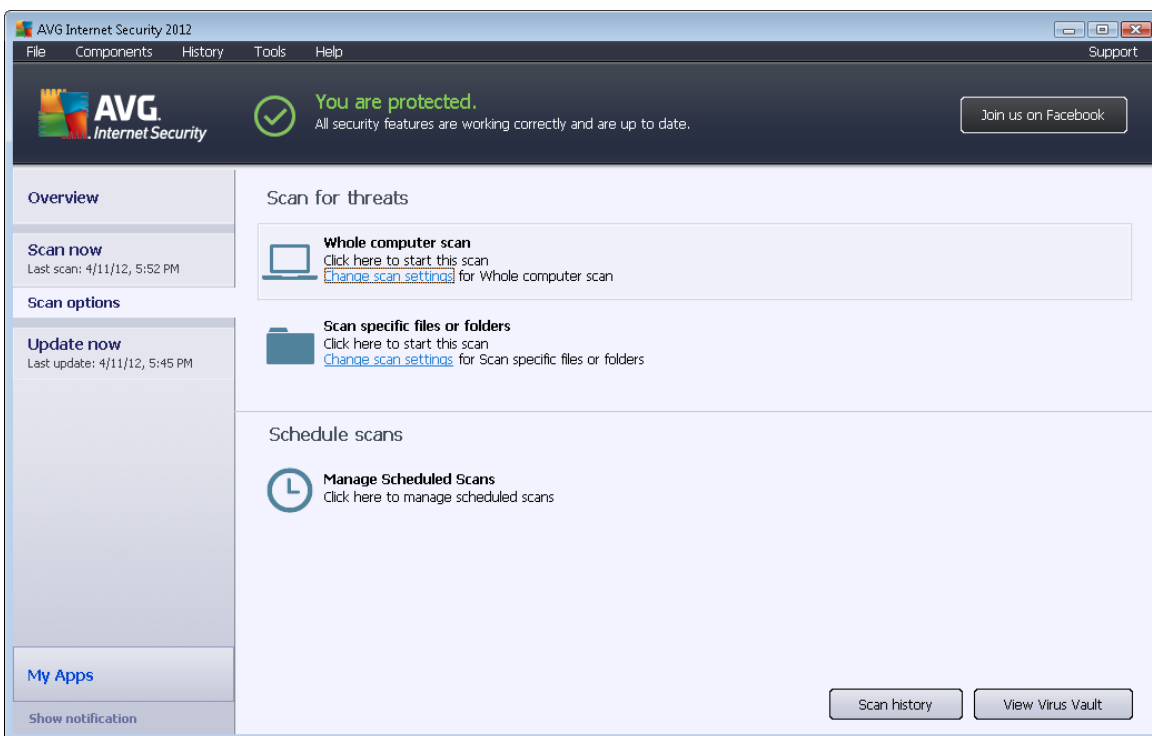 AVG Internet Security 2012
File Components History Tools Help Support
AVG.
Internet Security
You are protected.
All security features are working correctly and are up to date.
Join us on Facebook
Overview
Scan now
Last scan: 4/11/12, 5:52 PM
Scan options
Update now
Last update: 4/11/12, 5:45 PM
My Apps
Show notification
Scan for threats
Whole computer scan
Click here to start this scan
Change scan settings for Whole computer scan
Scan specific files or folders
Click here to start this scan
Change scan settings for Scan specific files or folders
Schedule scans
Manage Scheduled Scans
Click here to manage scheduled scans
Scan history
View Virus Vault